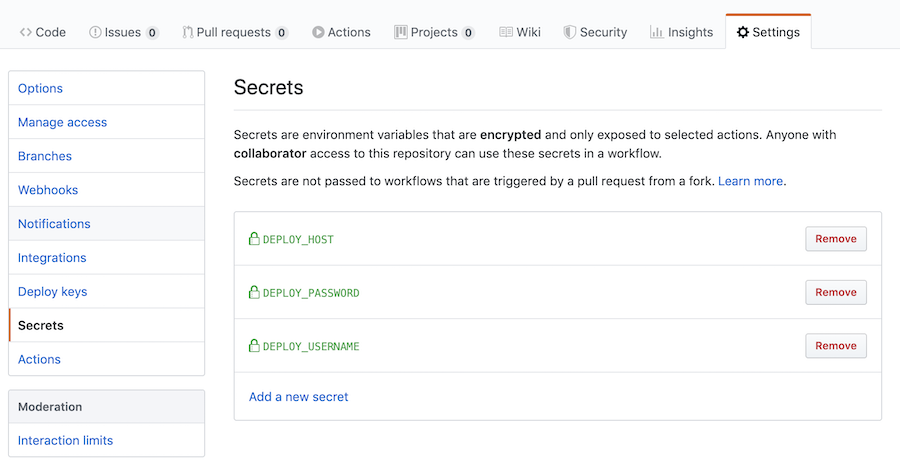 Code Issues 0 Pull requests 0 Actions Projects 0 Wiki Security Insights Settings
Options
Manage access
Branches
Webhooks
Notifications
Integrations
Deploy keys
Secrets
Actions
Moderation
Interaction limits
Secrets
Secrets are environment variables that are encrypted and only exposed to selected actions. Anyone with
collaborator access to this repository can use these secrets in a workflow.
Secrets are not passed to workflows that are triggered by a pull request from a fork. Learn more.
DEPLOY_HOST Remove
DEPLOY_PASSWORD Remove
DEPLOY_USERNAME Remove
Add a new secret